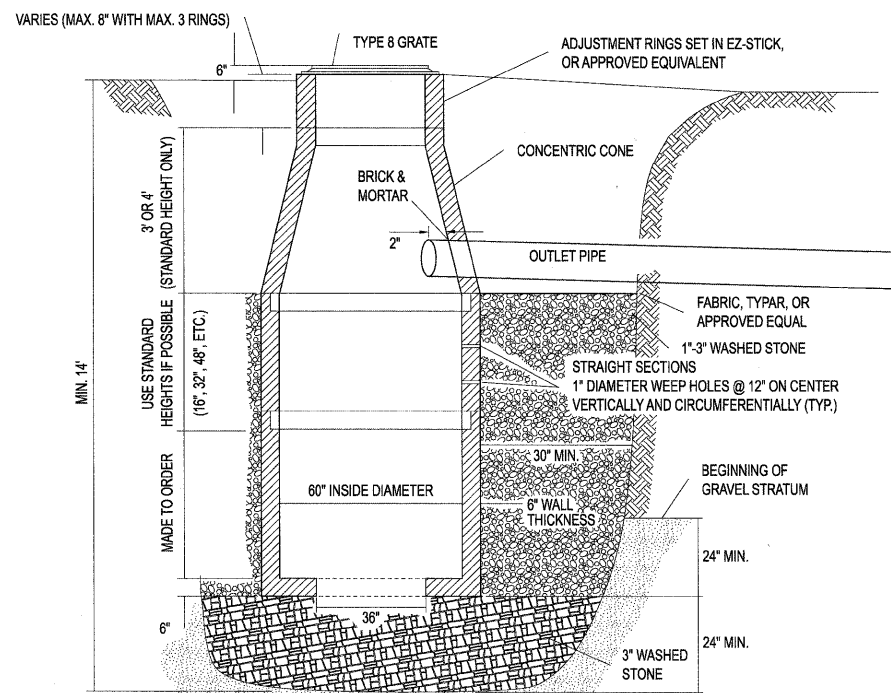 VARIES (MAX. 8" WITH MAX. 3 RINGS)
TYPE 8 GRATE
6"
ADJUSTMENT RINGS SET IN EZ-STICK,
OR APPROVED EQUIVALENT
CONCENTRIC CONE
BRICK &
MORTAR
3' OR 4'
(STANDARD HEIGHT ONLY)
2"
OUTLET PIPE
FABRIC, TYPAR, OR
APPROVED EQUAL
1"-3" WASHED STONE
MIN. 14'
USE STANDARD
HEIGHTS IF POSSIBLE
(16", 32", 48", ETC.)
STRAIGHT SECTIONS
1" DIAMETER WEEP HOLES @ 12" ON CENTER
VERTICALLY AND CIRCUMFERENTIALLY (TYP.)
30" MIN.
BEGINNING OF
GRAVEL STRATUM
MADE TO ORDER
60" INSIDE DIAMETER
6" WALL
THICKNESS
24" MIN.
36"
6"
24" MIN.
3" WASHED
STONE